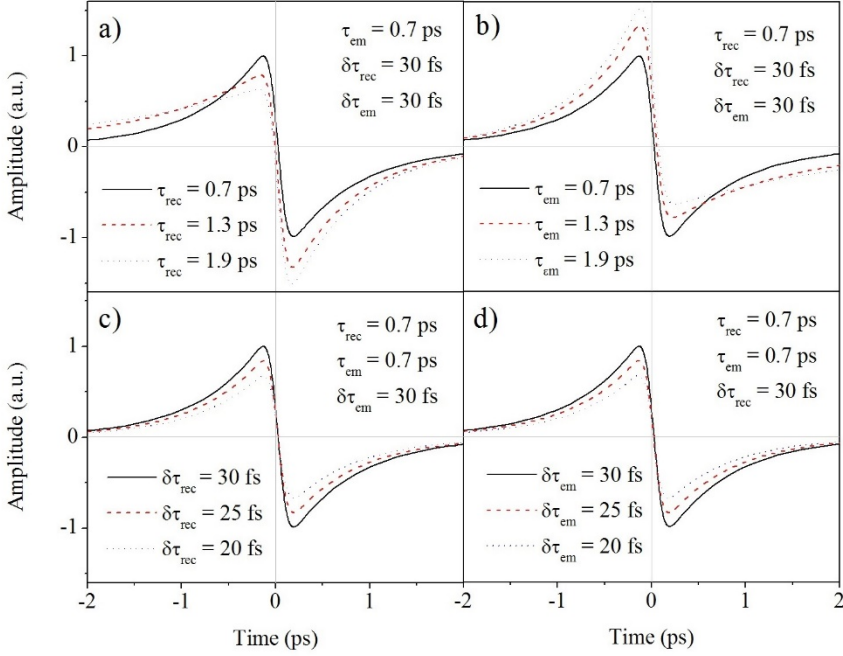 a)
τem = 0.7 ps
δτrec = 30 fs
δτem = 30 fs
τrec = 0.7 ps
τrec = 1.3 ps
τrec = 1.9 ps
Amplitude (a.u.)
1
0
-1
b)
τrec = 0.7 ps
δτrec = 30 fs
δτem = 30 fs
τem = 0.7 ps
τem = 1.3 ps
τεm = 1.9 ps
c)
τrec = 0.7 ps
τem = 0.7 ps
δτem = 30 fs
δτrec = 30 fs
δτrec = 25 fs
δτrec = 20 fs
Amplitude (a.u.)
1
0
-1
-2
-1
0
1
-2
Time (ps)
d)
τrec = 0.7 ps
τem = 0.7 ps
δτrec = 30 fs
δτem = 30 fs
δτem = 25 fs
δτem = 20 fs
-1
0
1
2
Time (ps)